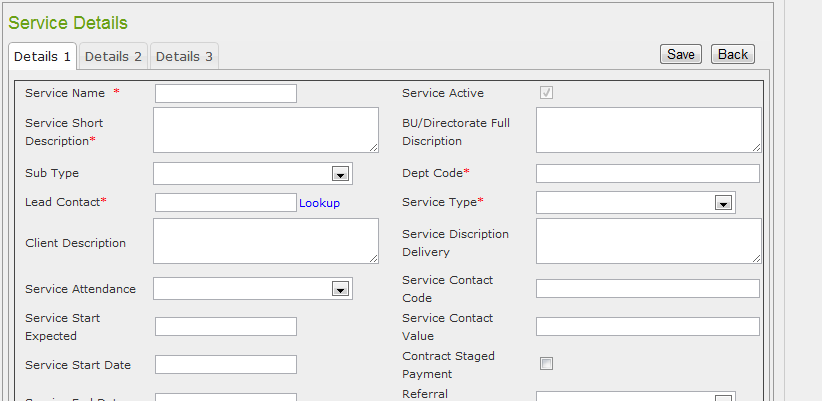 Service Details
Details 1 Details 2 Details 3 Save Back
Service Name * Service Active
Service Short
Description*
BU/Directorate Full
Discription
Sub Type Dept Code*
Lead Contact* Lookup Service Type*
Client Description
Service Discription
Delivery
Service Attendance
Service Contact
Code
Service Start
Expected
Service Contact
Value
Service Start Date
Contract Staged
Payment
Referral